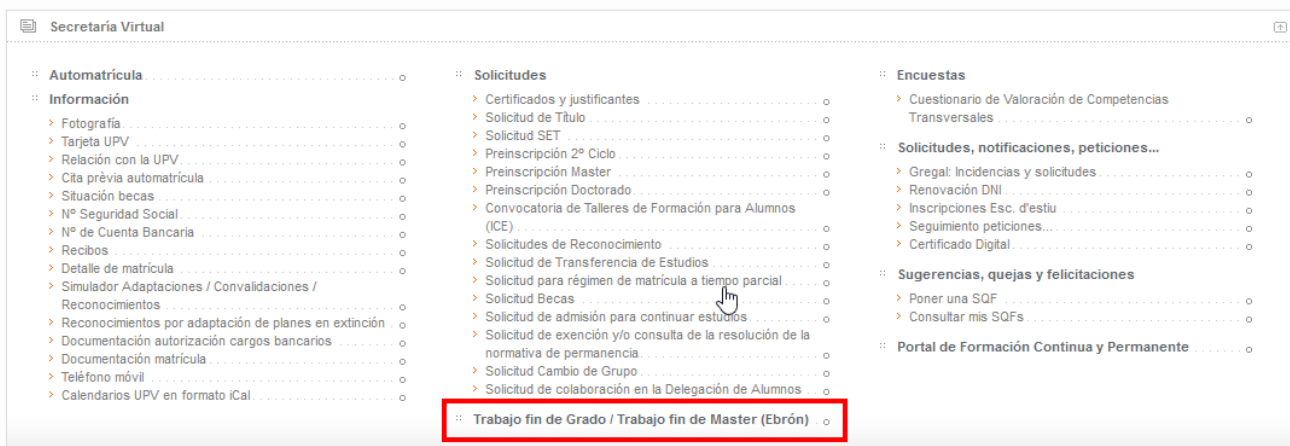 Secretaría Virtual
Automatrícula
Información
Fotografía
Tarjeta UPV
Relación con la UPV
Cita prèvia automatrícula
Situación becas
Nº Seguridad Social
Nº de Cuenta Bancaria
Recibos
Detalle de matrícula
Simulador Adaptaciones / Convalidaciones /
Reconocimientos
Reconocimientos por adaptación de planes en extinción
Documentación autorización cargos bancarios
Documentación matrícula
Teléfono móvil
Calendarios UPV en formato iCal
Solicitudes
Certificados y justificantes
Solicitud de Título
Solicitud SET
Preinscripción 2º Ciclo
Preinscripción Master
Preinscripción Doctorado
Convocatoria de Talleres de Formación para Alumnos
(ICE)
Solicitudes de Reconocimiento
Solicitud de Transferencia de Estudios
Solicitud para régimen de matrícula a tiempo parcial
Solicitud Becas
Solicitud de admisión para continuar estudios
Solicitud de exención y/o consulta de la resolución de la
normativa de permanencia
Solicitud Cambio de Grupo
Solicitud de colaboración en la Delegación de Alumnos
Trabajo fin de Grado / Trabajo fin de Master (Ebrón)
Encuestas
Cuestionario de Valoración de Competencias
Transversales
Solicitudes, notificaciones, peticiones...
Gregal: Incidencias y solicitudes
Renovación DNI
Inscripciones Esc. d'estiu
Seguimiento peticiones...
Certificado Digital
Sugerencias, quejas y felicitaciones
Poner una SQF
Consultar mis SQFs
Portal de Formación Continua y Permanente